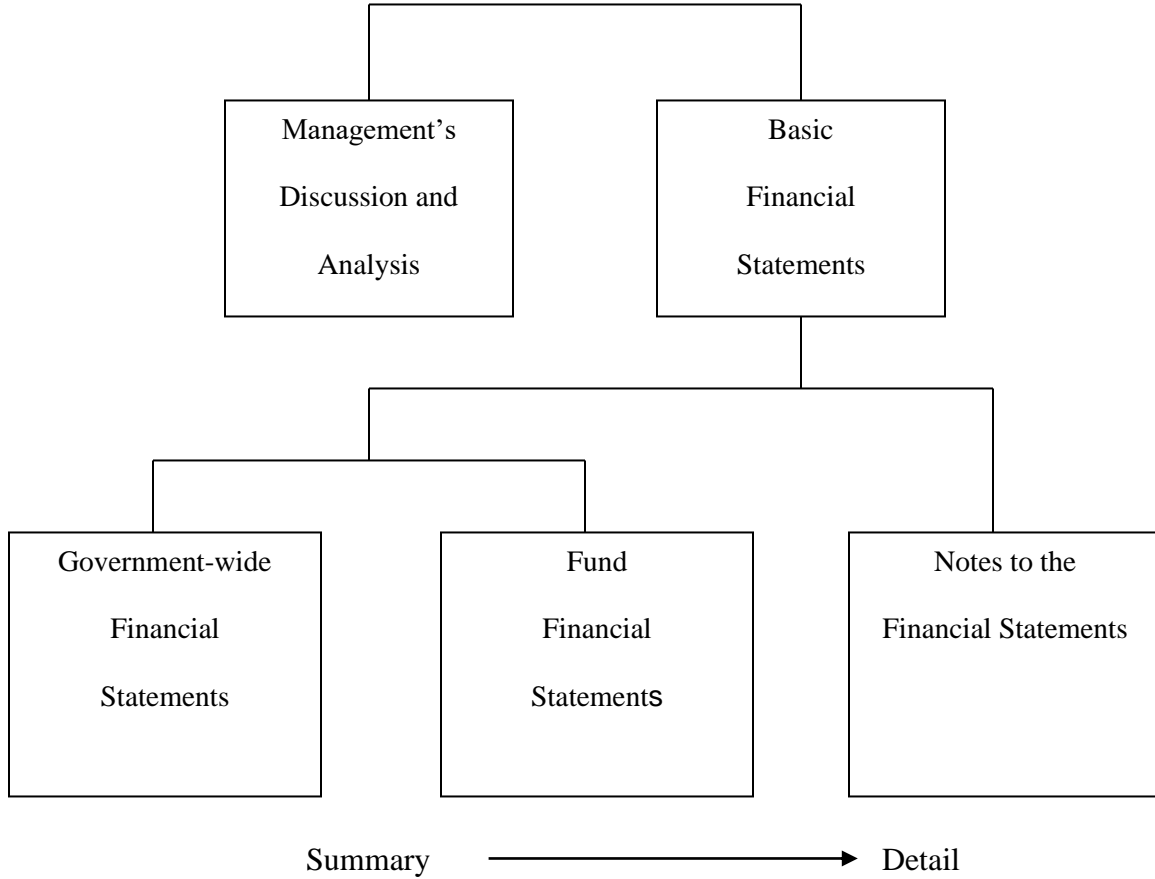 Management’s
Discussion and
Analysis
Basic
Financial
Statements
Government-wide
Financial
Statements
Fund
Financial
Statements
Notes to the
Financial Statements
Summary
Detail